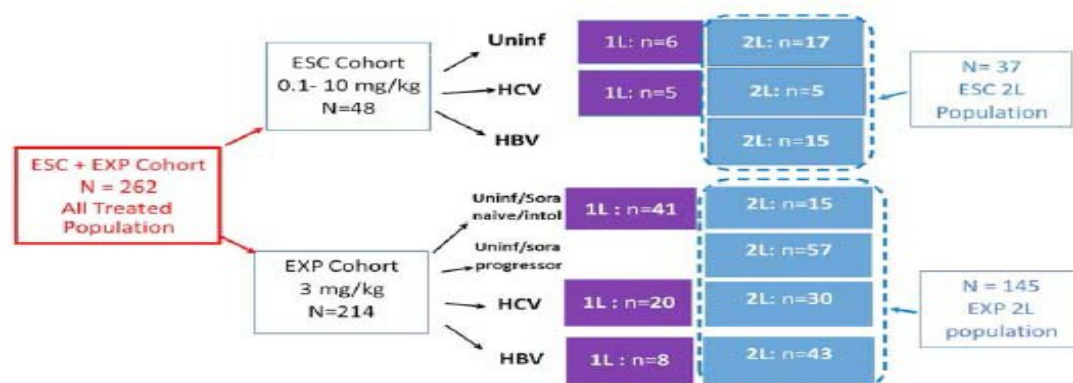 ESC + EXP Cohort
N = 262
All Treated
Population
ESC Cohort
0.1- 10 mg/kg
N=48
Uninf
1L: n=6
2L: n=17
HCV
1L: n=5
2L: n=5
HBV
2L: n=15
N= 37
ESC 2L
Population
EXP Cohort
3 mg/kg
N=214
Uninf/Sora
naive/intol
1L : n=41
2L: n=15
Uninf/sora
progressor
2L: n=57
HCV
1L: n=20
2L: n=30
HBV
1L : n=8
2L: n=43
N = 145
EXP 2L
population